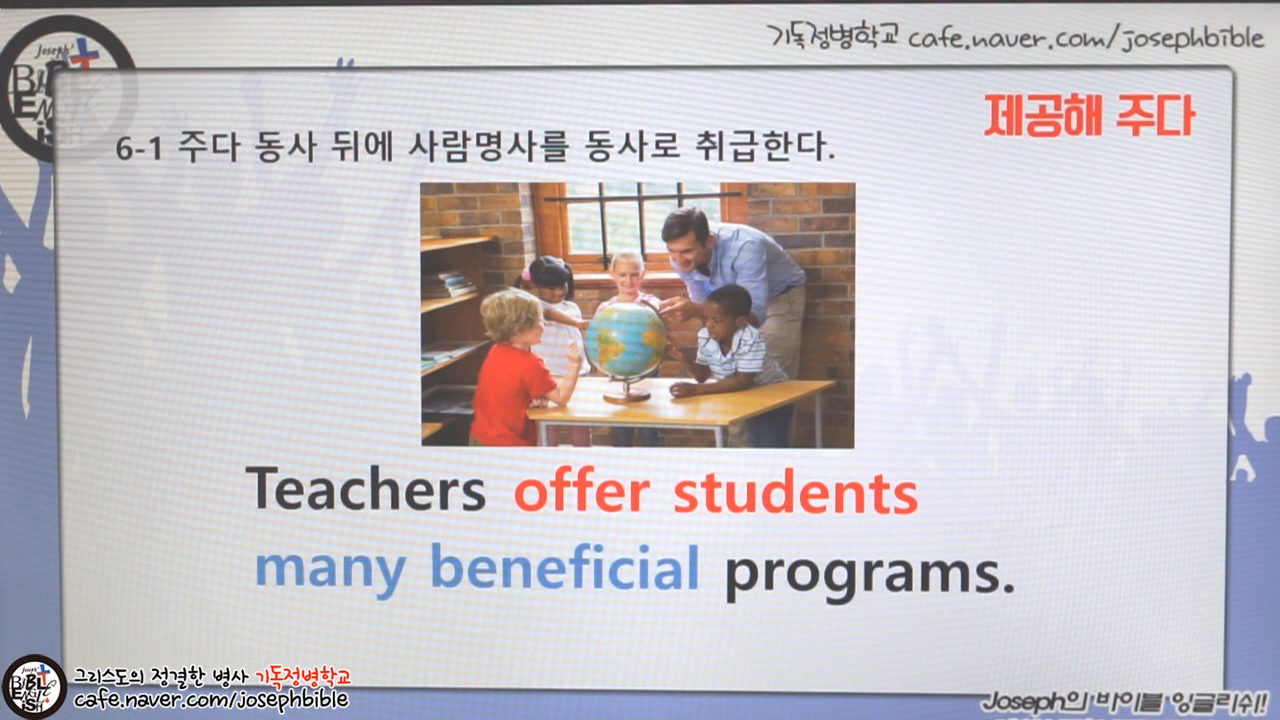 기독정병학교 cafe.naver.com/josephbible
Joseph'
제공해 주다
6-1 주다 동사 뒤에 사람명사를 동사로 취급한다.
Teachers offer students
many beneficial programs.
그리스도의 정결한 병사 기독정병학교
cafe.naver.com/josephbible
Joseph의 바이블 잉글리쉬!